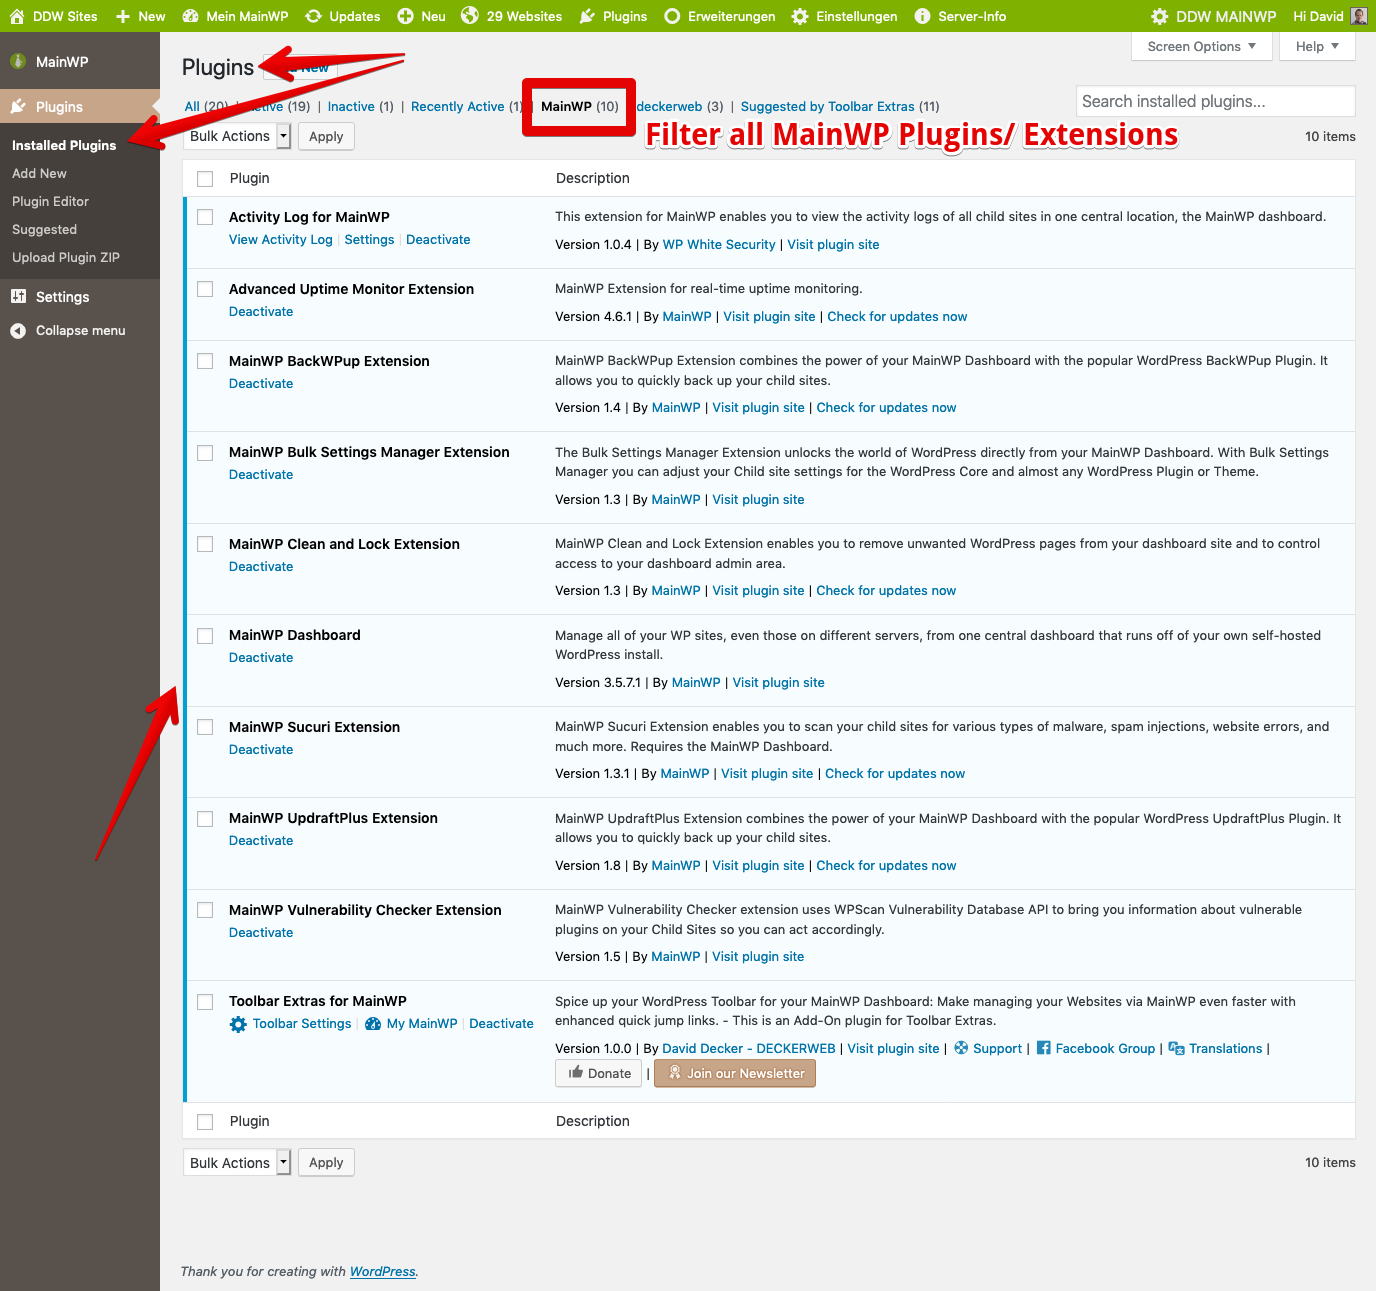 DDW Sites New Mein MainWP Updates Neu 29 Websites Plugins Erweiterungen Einstellungen Server-Info DDW MAINWP Hi David
Screen Options Help
MainWP
Plugins
Installed Plugins
Add New
Plugin Editor
Suggested
Upload Plugin ZIP
Settings
Collapse menu
Plugins New
All (20) (19) | Inactive (1) | Recently Active (1) MainWP (10) deckerweb (3) | Suggested by Toolbar Extras (11)
Search installed plugins...
Filter all MainWP Plugins/ Extensions
Bulk Actions Apply 10 items
Plugin Description
Activity Log for MainWP
View Activity Log | Settings | Deactivate
This extension for MainWP enables you to view the activity logs of all child sites in one central location, the MainWP dashboard.
Version 1.0.4 | By WP White Security | Visit plugin site
Advanced Uptime Monitor Extension
Deactivate
MainWP Extension for real-time uptime monitoring.
Version 4.6.1 | By MainWP | Visit plugin site | Check for updates now
MainWP BackWPup Extension
Deactivate
MainWP BackWPup Extension combines the power of your MainWP Dashboard with the popular WordPress BackWPup Plugin. It
allows you to quickly back up your child sites.
Version 1.4 | By MainWP | Visit plugin site | Check for updates now
MainWP Bulk Settings Manager Extension
Deactivate
The Bulk Settings Manager Extension unlocks the world of WordPress directly from your MainWP Dashboard. With Bulk Settings
Manager you can adjust your Child site settings for the WordPress Core and almost any WordPress Plugin or Theme.
Version 1.3 | By MainWP | Visit plugin site
MainWP Clean and Lock Extension
Deactivate
MainWP Clean and Lock Extension enables you to remove unwanted WordPress pages from your dashboard site and to control
access to your dashboard admin area.
Version 1.3 | By MainWP | Visit plugin site | Check for updates now
MainWP Dashboard
Deactivate
Manage all of your WP sites, even those on different servers, from one central dashboard that runs off of your own self-hosted
WordPress install.
Version 3.5.7.1 | By MainWP | Visit plugin site
MainWP Sucuri Extension
Deactivate
MainWP Sucuri Extension enables you to scan your child sites for various types of malware, spam injections, website errors, and
much more. Requires the MainWP Dashboard.
Version 1.3.1 | By MainWP | Visit plugin site | Check for updates now
MainWP UpdraftPlus Extension
Deactivate
MainWP UpdraftPlus Extension combines the power of your MainWP Dashboard with the popular WordPress UpdraftPlus Plugin. It
allows you to quickly back up your child sites.
Version 1.8 | By MainWP | Visit plugin site | Check for updates now
MainWP Vulnerability Checker Extension
Deactivate
MainWP Vulnerability Checker extension uses WPScan Vulnerability Database API to bring you information about vulnerable
plugins on your Child Sites so you can act accordingly.
Version 1.5 | By MainWP | Visit plugin site
Toolbar Extras for MainWP
Toolbar Settings | My MainWP | Deactivate
Spice up your WordPress Toolbar for your MainWP Dashboard: Make managing your Websites via MainWP even faster with
enhanced quick jump links. - This is an Add-On plugin for Toolbar Extras.
Version 1.0.0 | By David Decker - DECKERWEB | Visit plugin site | Support | Facebook Group | Translations |
Donate | Join our Newsletter
Plugin Description
Bulk Actions Apply 10 items
Thank you for creating with WordPress.